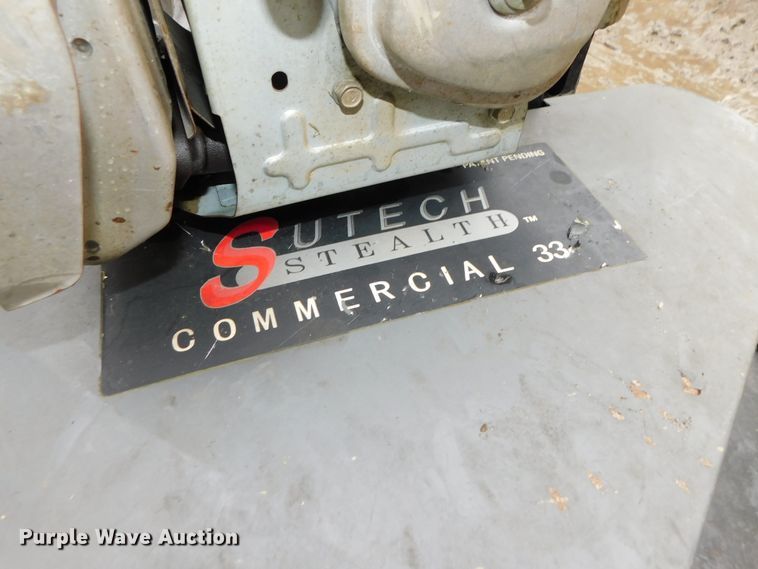 PATENT PENDING
SUTECH
STEALTH™
COMMERCIAL 33
Purple Wave Auction